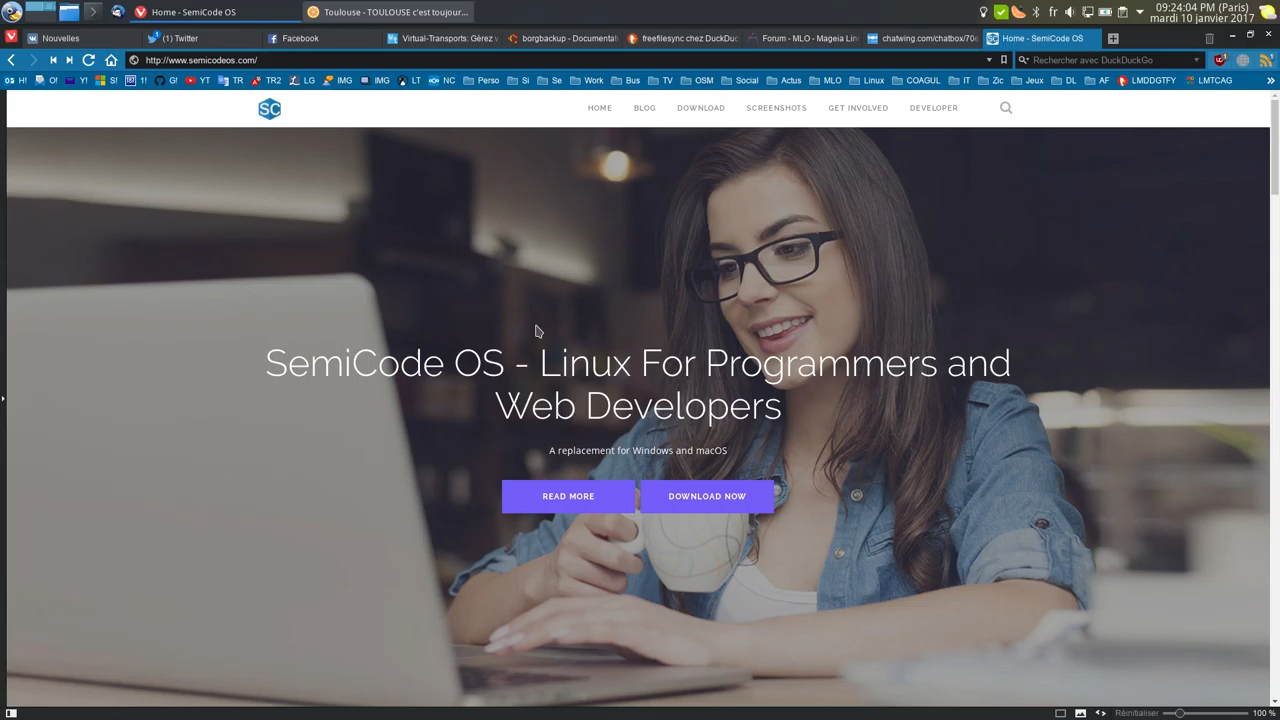 Home - SemiCode OS
Toulouse - TOULOUSE c'est toujour...
fr
09:24:04 PM (Paris)
mardi 10 janvier 2017
Nouvelles
(1) Twitter
Facebook
Virtual-Transports: Gérez v
borgbackup - Documentat
freefilesync chez DuckDuc
Forum - MLO - Mageia Lin
chatwing.com/chatbox/70e
Home - SemiCode OS
http://www.semicodeos.com/
Rechercher avec DuckDuckGo
H! O! Y! S! 1! G! YT TR TR2 LG IMG IMG LT NC Perso Si Se Work Bus TV OSM Social Actus MLO Linux COAGUL IT Zic Jeux DL AF LMDDGTFY LMTCAG
SC
HOME
BLOG
DOWNLOAD
SCREENSHOTS
GET INVOLVED
DEVELOPER
SemiCode OS - Linux For Programmers and
Web Developers
A replacement for Windows and macOS
READ MORE
DOWNLOAD NOW
Réinitialiser
100 %